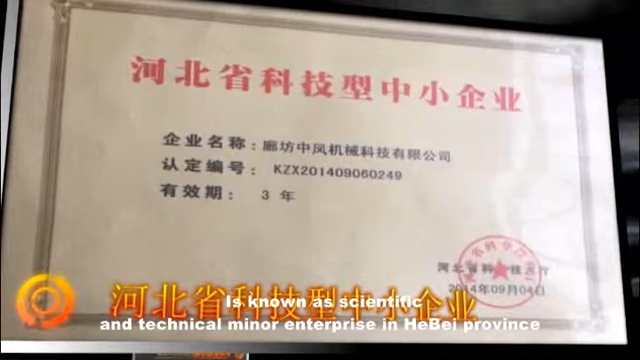 河北省科技型中小企业
企业名称：廊坊中凤机械科技有限公司
认定编号：KZX201409060249
有效期：3 年
河北省科学技术厅
2014年09月04日
河北省科技型中小企业
Is known as scientific
and technical minor enterprise in HeBei province